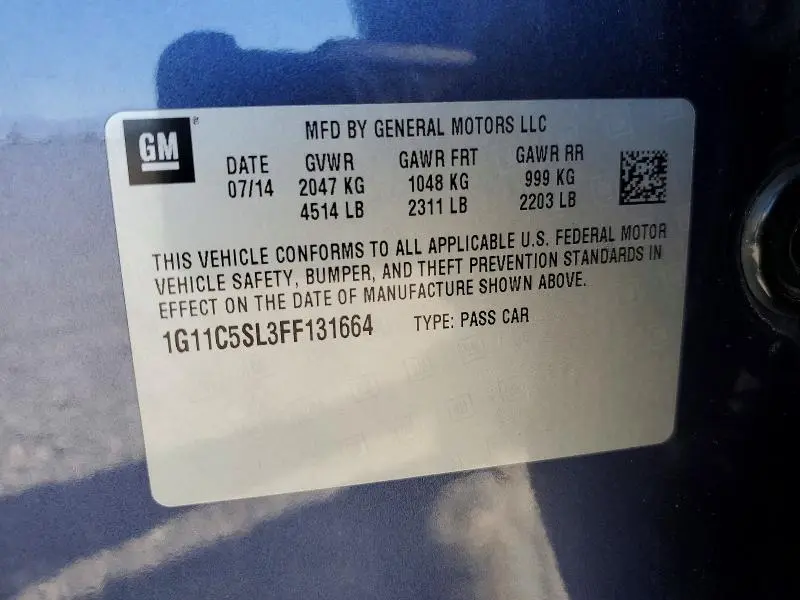 GM
MFD BY GENERAL MOTORS LLC
DATE GVWR GAWR FRT GAWR RR
07/14 2047 KG 1048 KG 999 KG
4514 LB 2311 LB 2203 LB
THIS VEHICLE CONFORMS TO ALL APPLICABLE U.S. FEDERAL MOTOR
VEHICLE SAFETY, BUMPER, AND THEFT PREVENTION STANDARDS IN
EFFECT ON THE DATE OF MANUFACTURE SHOWN ABOVE.
1G11C5SL3FF131664 TYPE: PASS CAR